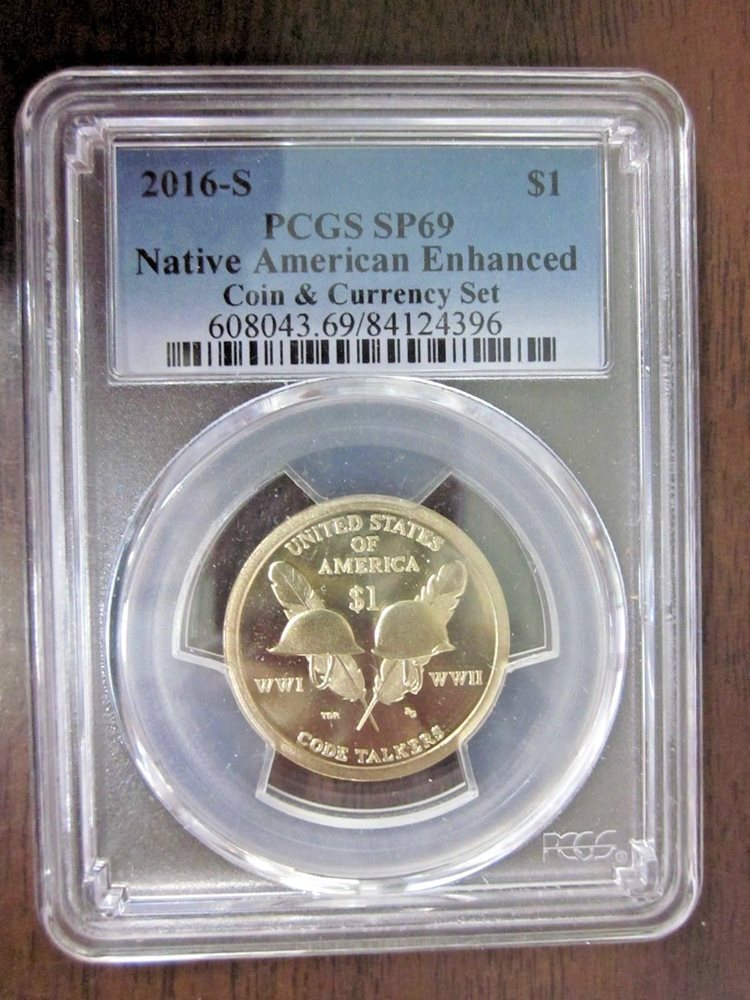 2016-S $1
PCGS SP69
Native American Enhanced
Coin & Currency Set
608043.69/84124396
UNITED STATES
OF
AMERICA
$1
WWI WWII
TDR
CODE TALKERS
PCGS®